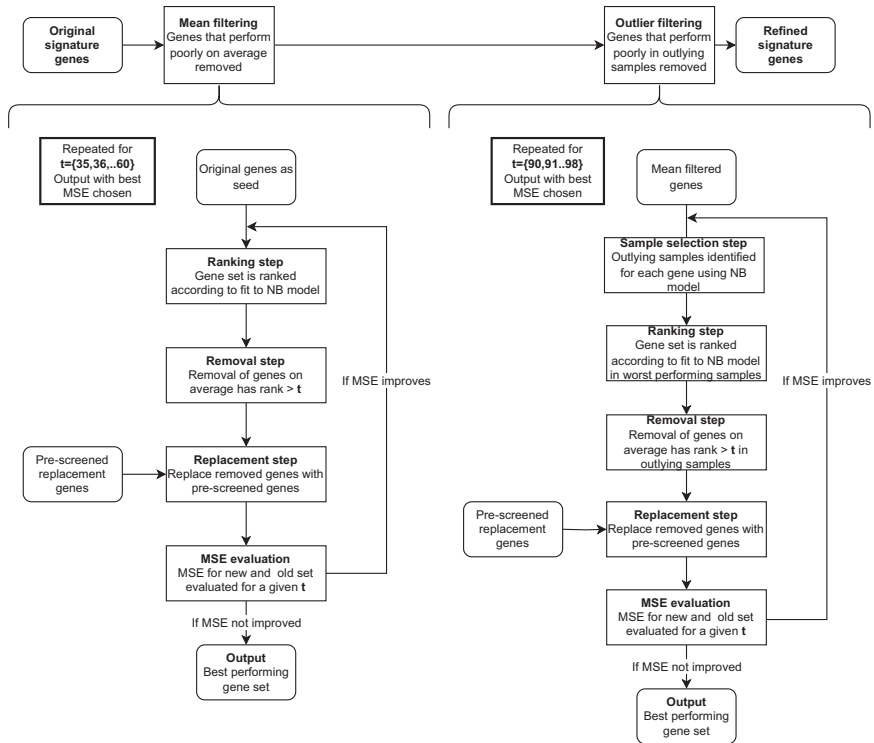 Original
signature
genes
Mean filtering
Genes that perform
poorly on average
removed
Outlier filtering
Genes that perform
poorly in outlying
samples removed
Refined
signature
genes
Repeated for
t={35,36,..60}
Output with best
MSE chosen
Original genes as
seed
Ranking step
Gene set is ranked
according to fit to NB model
Removal step
Removal of genes on
average has rank > t
If MSE improves
Pre-screened
replacement
genes
Replacement step
Replace removed genes with
pre-screened genes
MSE evaluation
MSE for new and old set
evaluated for a given t
If MSE not improved
Output
Best performing
gene set
Repeated for
t={90,91..98}
Output with best
MSE chosen
Mean filtered
genes
Sample selection step
Outlying samples identified
for each gene using NB
model
Ranking step
Gene set is ranked
according to fit to NB model
in worst performing samples
If MSE improves
Removal step
Removal of genes on
average has rank > t in
outlying samples
Pre-screened
replacement
genes
Replacement step
Replace removed genes with
pre-screened genes
MSE evaluation
MSE for new and old set
evaluated for a given t
If MSE not improved
Output
Best performing
gene set